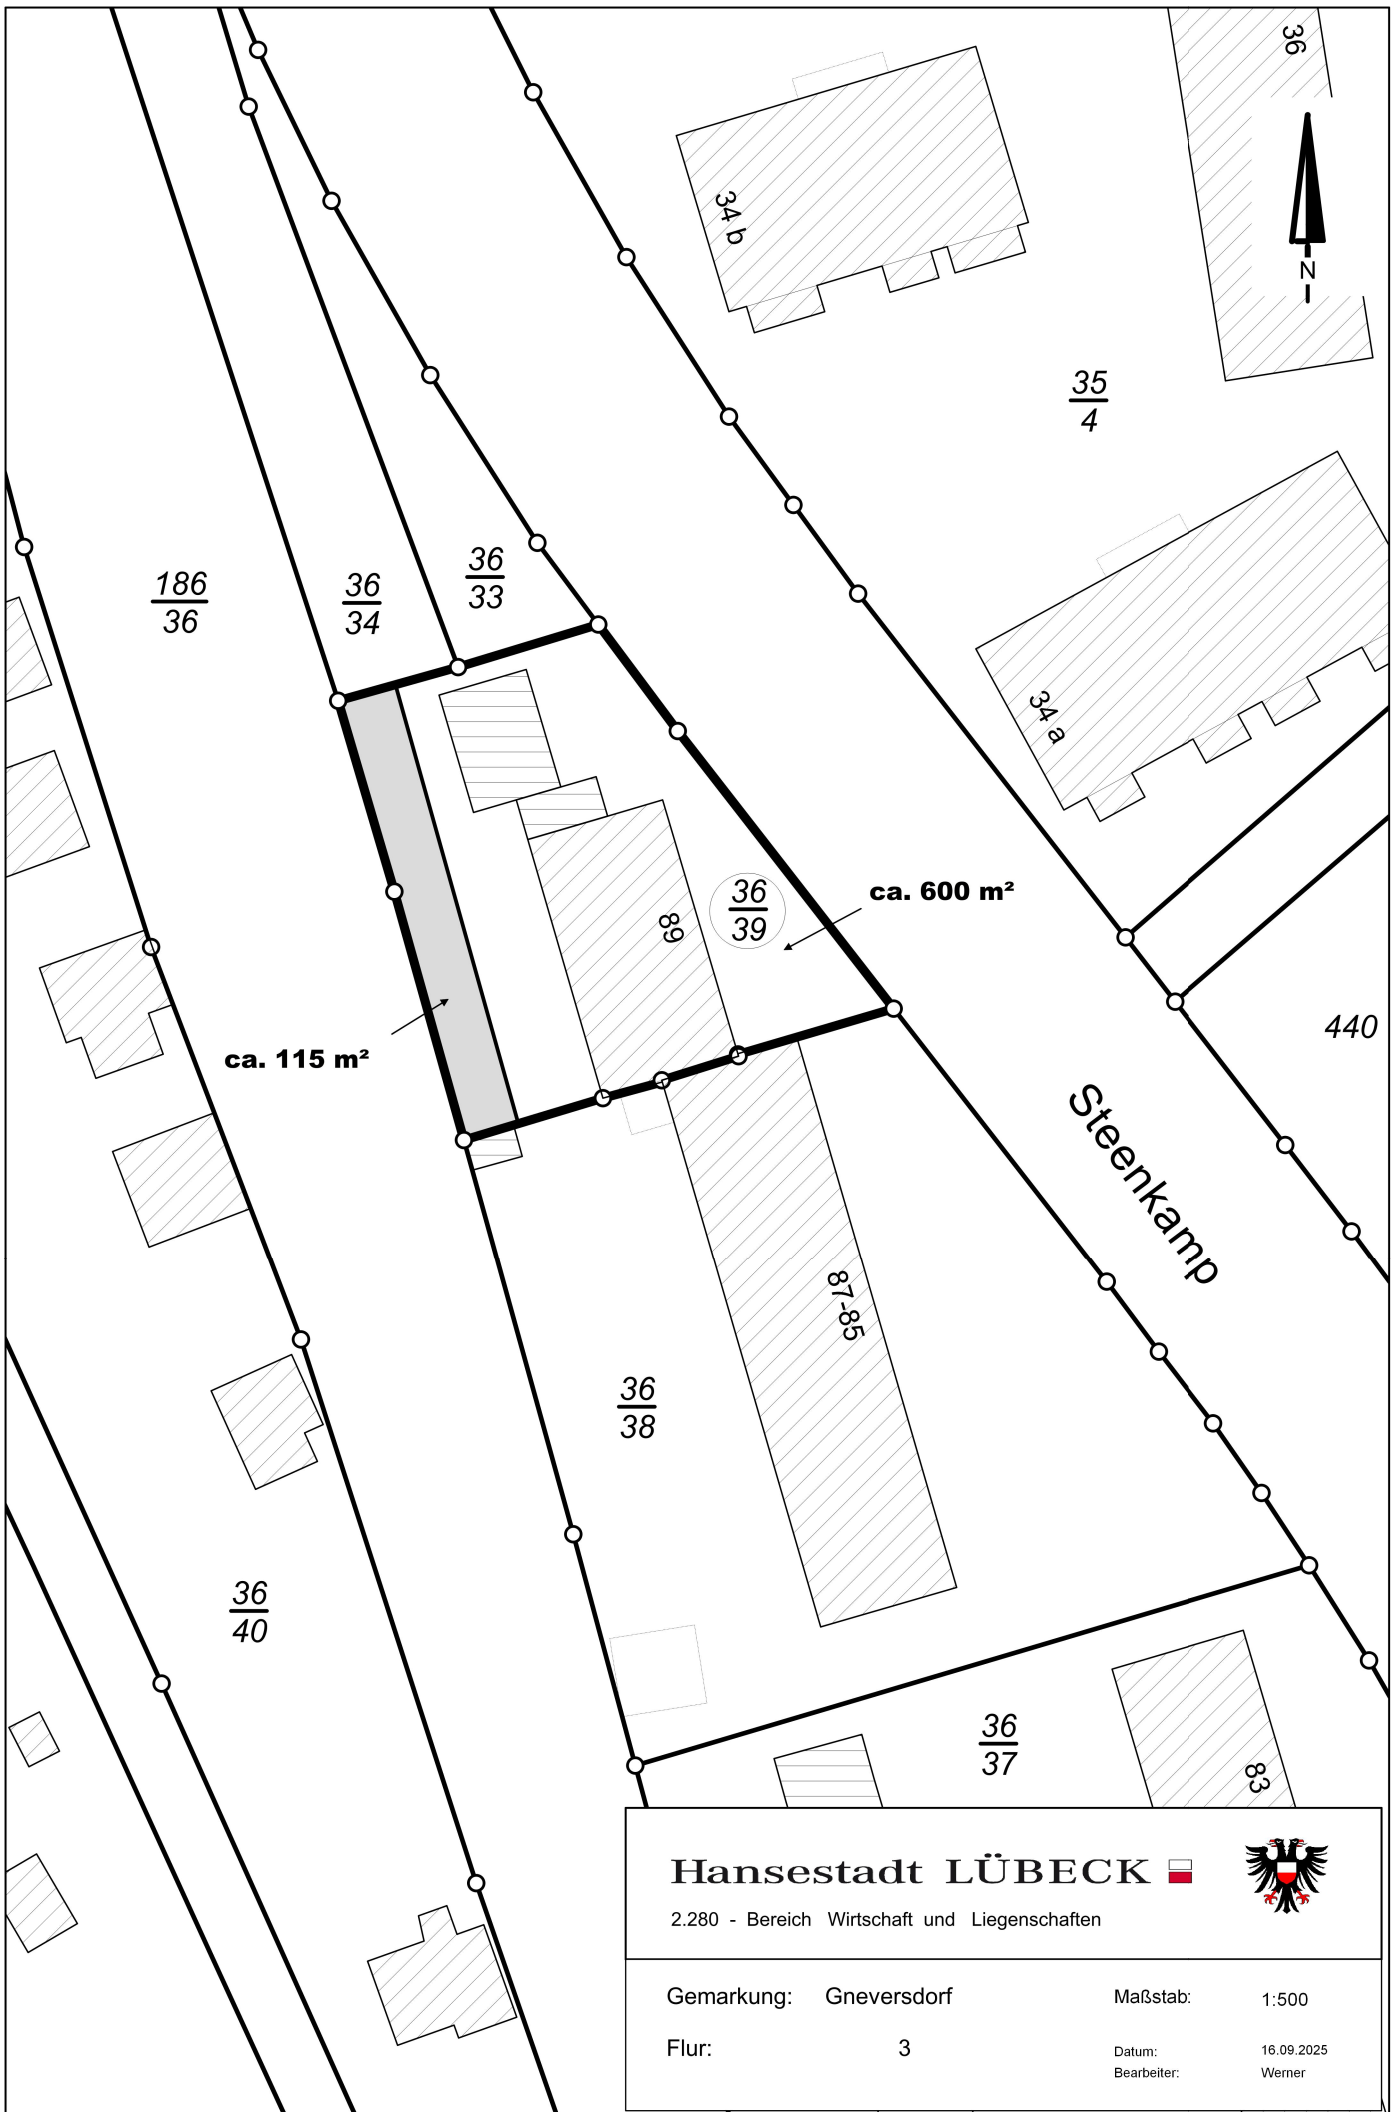 36
34 b
N
35
4
186
36
36
34
36
33
34 a
36
39
89
ca. 600 m²
ca. 115 m²
440
Steenkamp
87-85
36
38
36
40
36
37
83
Hansestadt LÜBECK
2.280 - Bereich Wirtschaft und Liegenschaften
Gemarkung: Gneversdorf
Maßstab: 1:500
Flur: 3
Datum: 16.09.2025
Bearbeiter: Werner